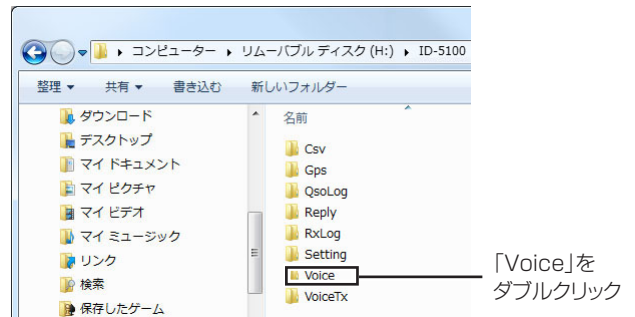 コンピューター ▸ リムーバブル ディスク (H:) ▸ ID-5100
整理 ▼ 共有 ▼ 書き込む 新しいフォルダー
ダウンロード
デスクトップ
マイ ドキュメント
マイ ピクチャ
マイ ビデオ
マイ ミュージック
リンク
検索
保存したゲーム
名前
Csv
Gps
QsoLog
Reply
RxLog
Setting
Voice
VoiceTx
「Voice」を
ダブルクリック